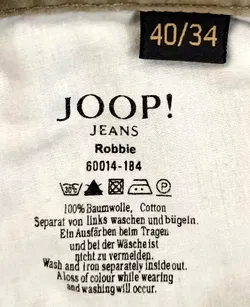 40/34
JOOP!
JEANS
Robbie
60014-184
100% Baumwolle, Cotton
Separat von links waschen und bügeln.
Ein Ausfärben beim Tragen
und bei der Wäsche ist
nicht zu vermeiden.
Wash and iron separately inside out.
A loss of colour while wearing
and washing will occur.